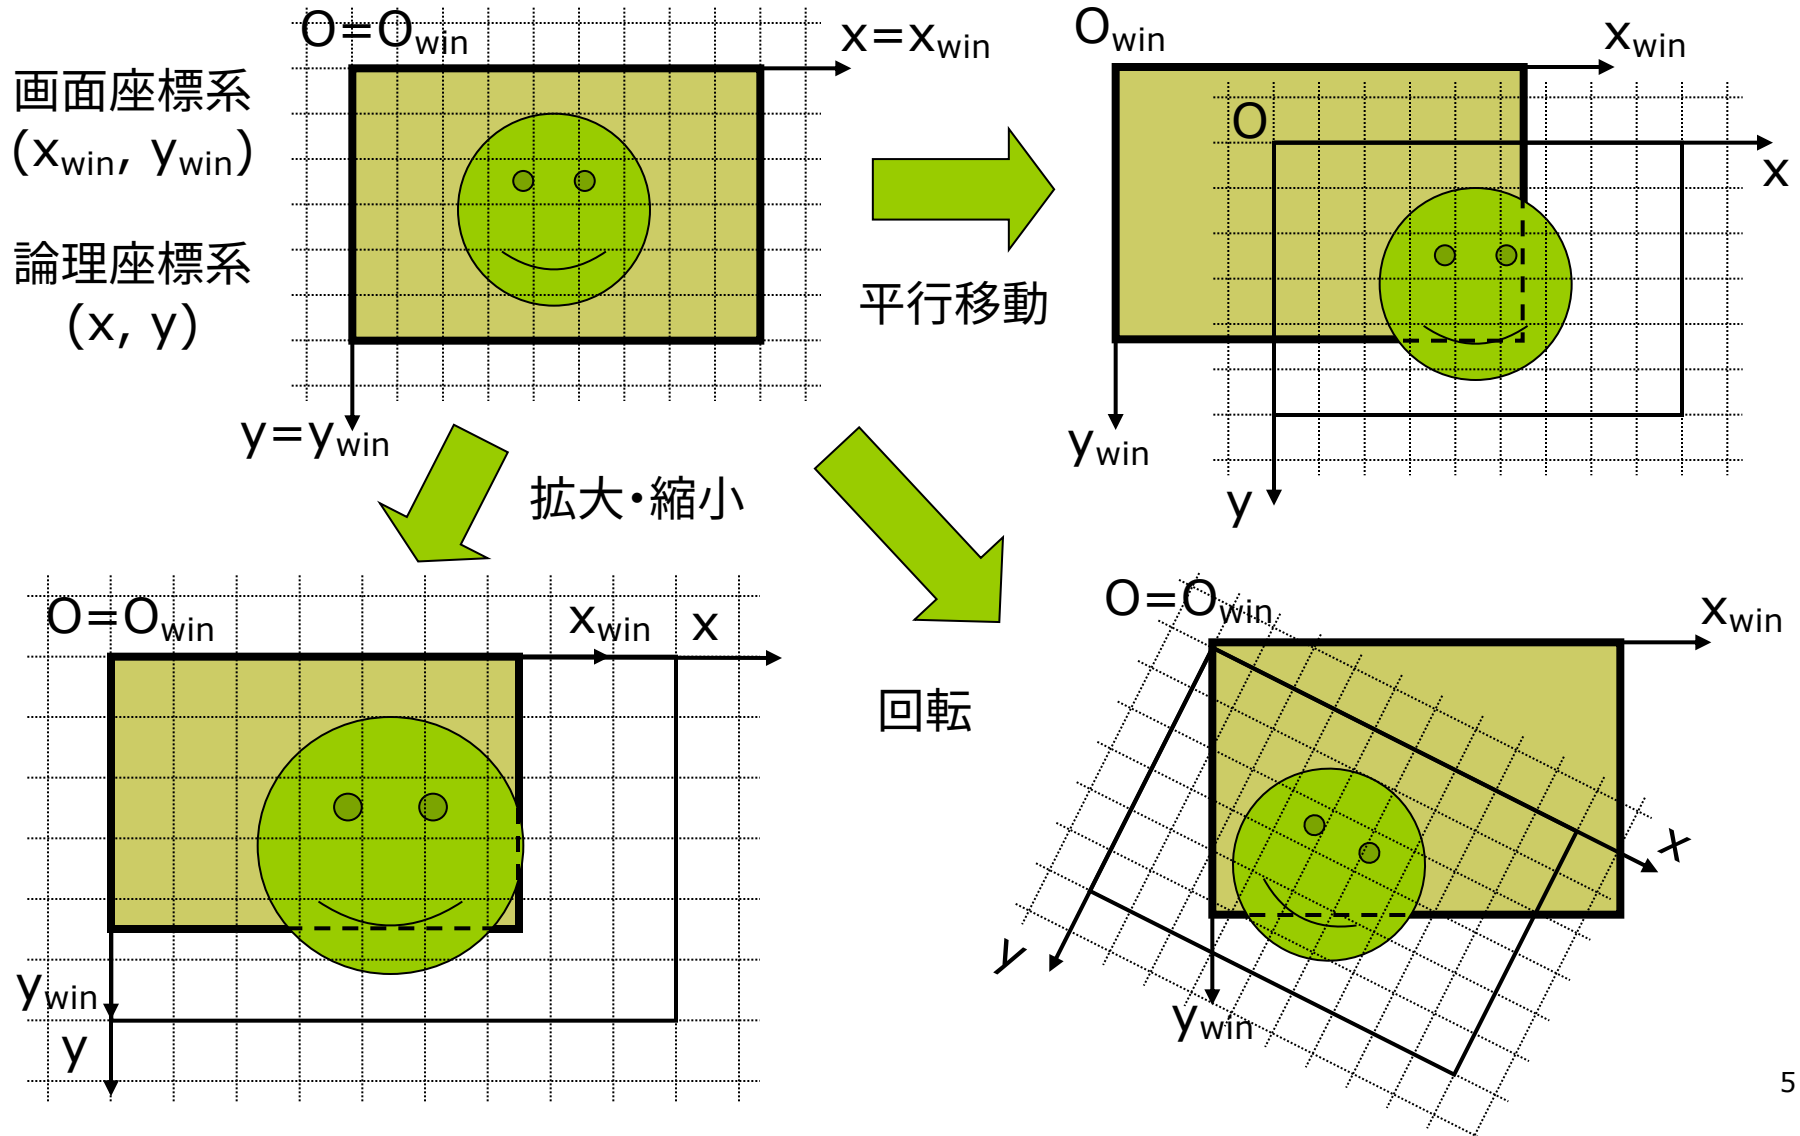 O=Owin
x=xwin
画面座標系
(xwin, ywin)
論理座標系
(x, y)
y=ywin
平行移動
Owin
xwin
O
x
ywin
y
拡大・縮小
O=Owin
xwin
x
ywin
y
回転
O=Owin
xwin
x
y
ywin
5